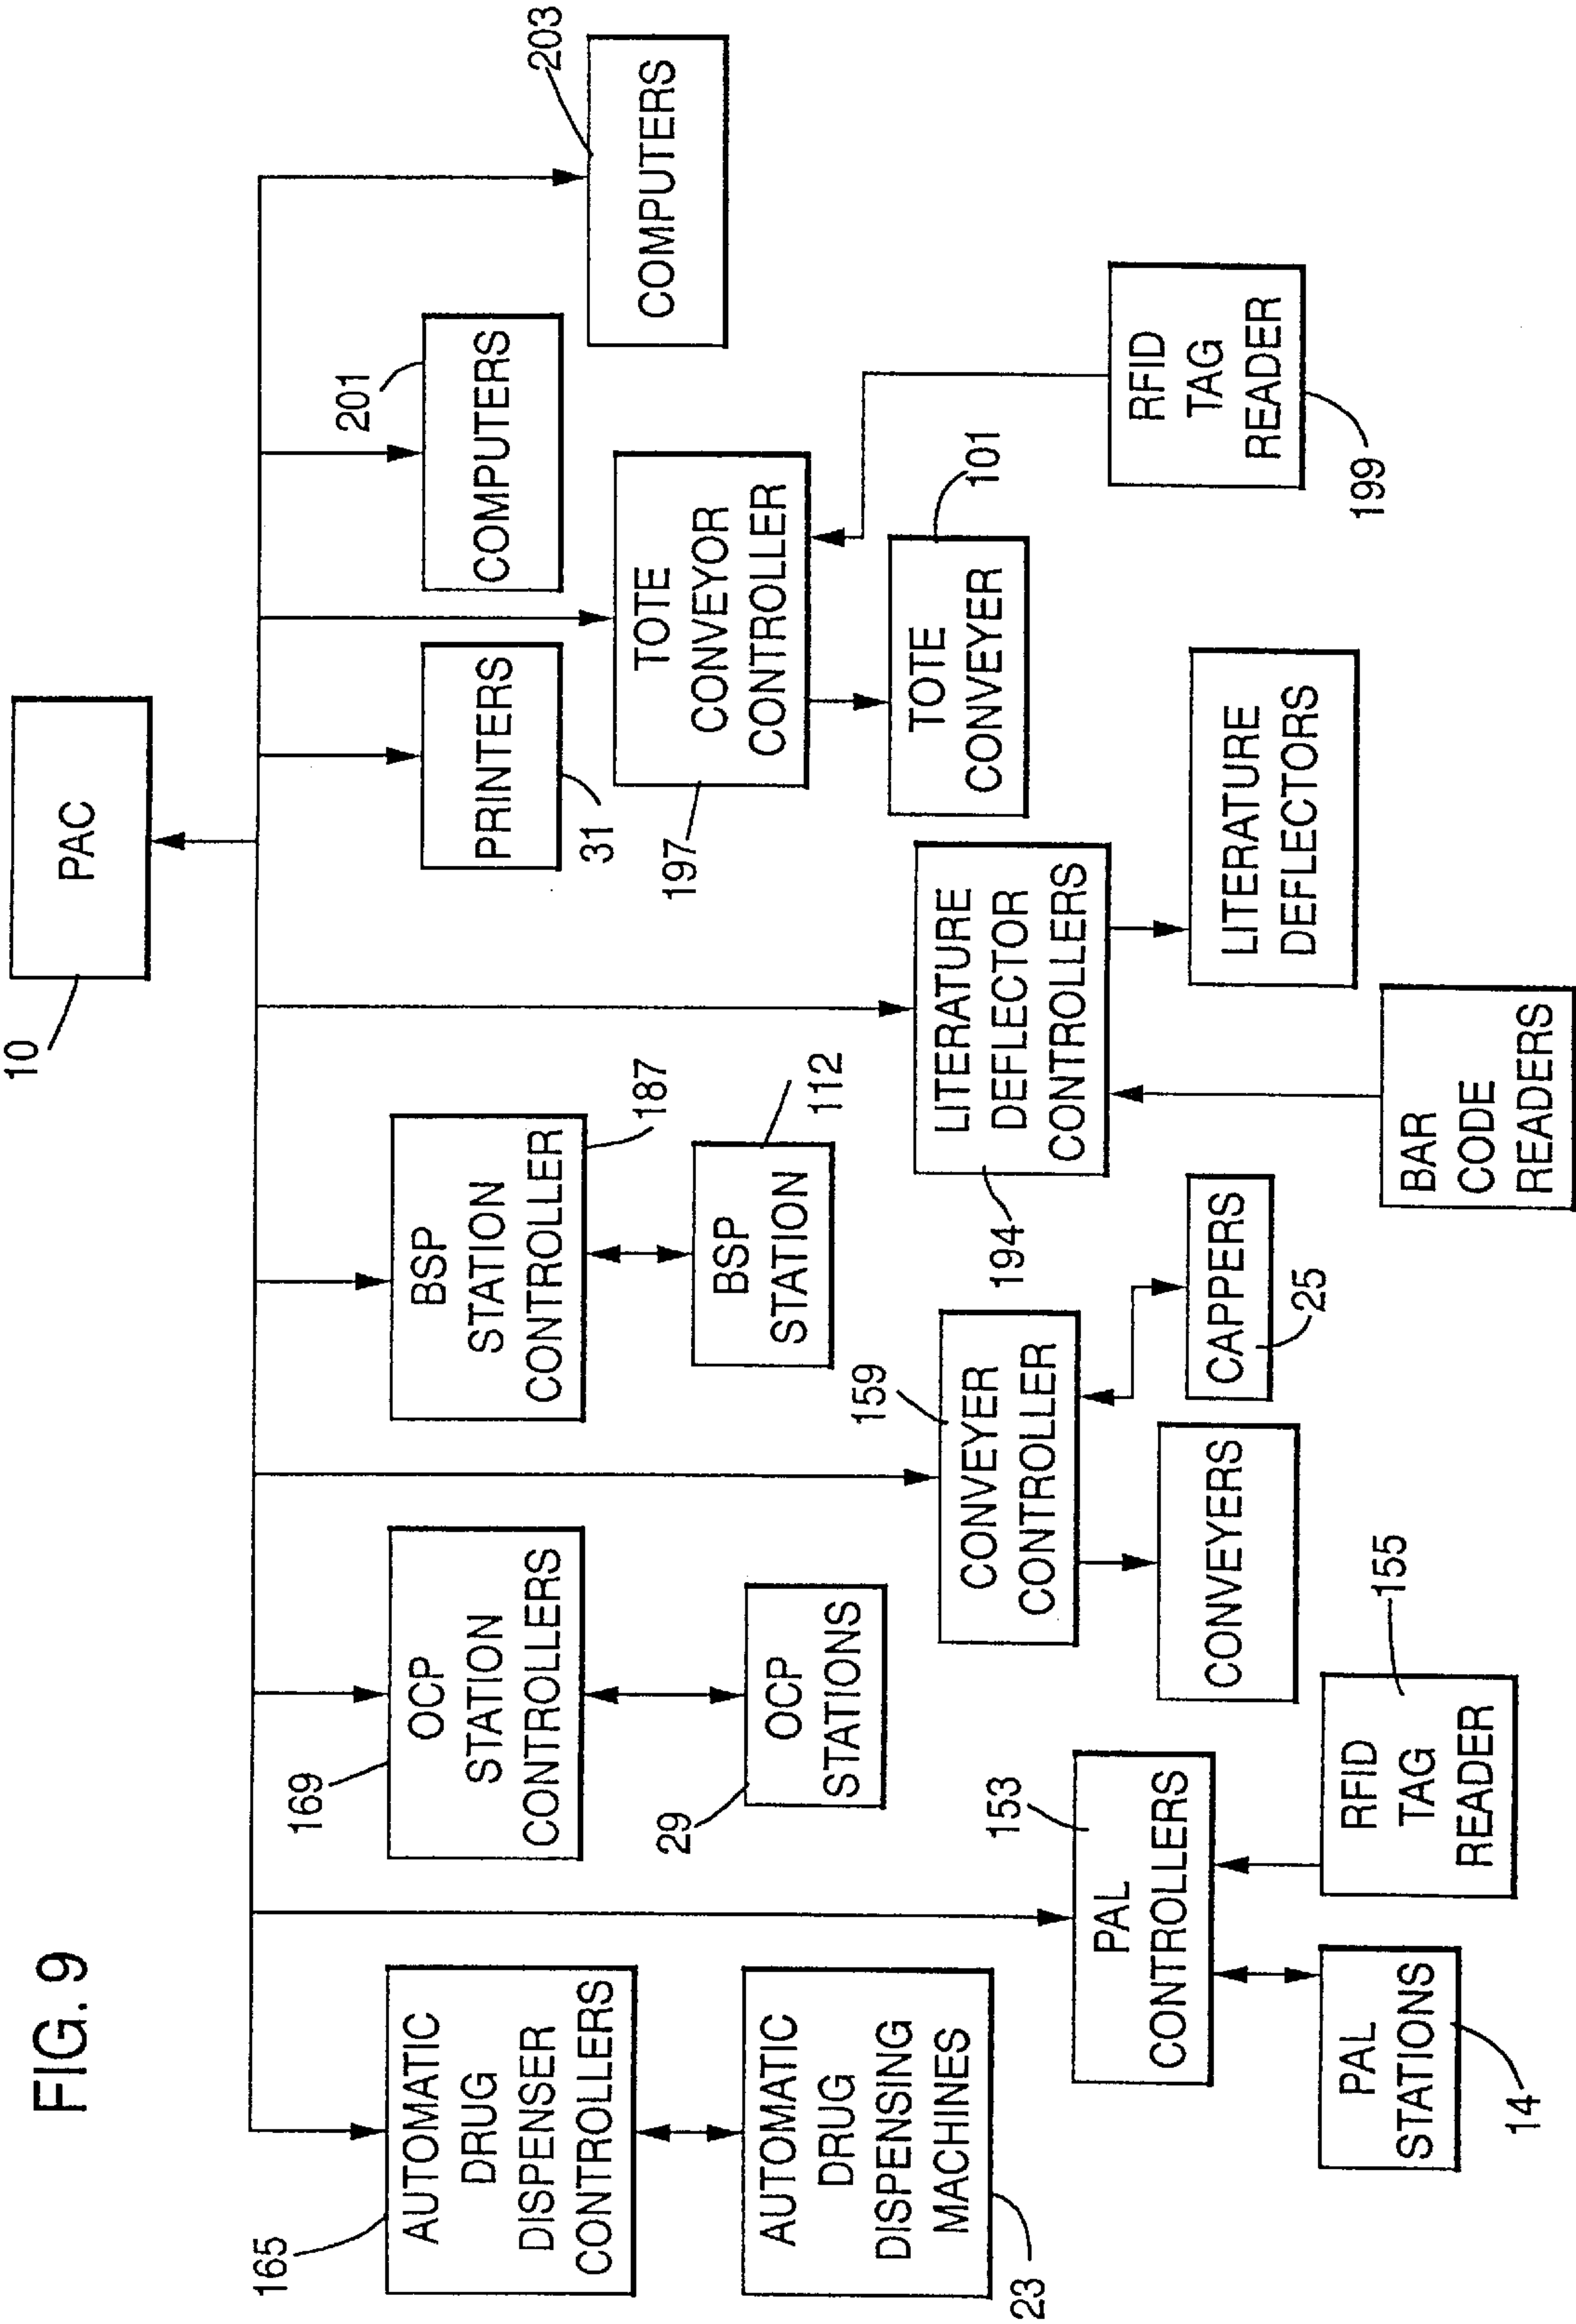 FIG. 9
10
PAC
165
AUTOMATIC
DRUG
DISPENSER
CONTROLLERS
AUTOMATIC
DRUG
DISPENSING
MACHINES
23
169
OCP
STATION
CONTROLLERS
29
OCP
STATIONS
153
PAL
CONTROLLERS
PAL
STATIONS
14
155
RFID
TAG
READER
BSP
STATION
CONTROLLER
187
BSP
STATION
112
159
CONVEYER
CONTROLLER
CONVEYERS
CAPPERS
25
LITERATURE
DEFLECTOR
CONTROLLERS
194
BAR
CODE
READERS
LITERATURE
DEFLECTORS
PRINTERS
31
TOTE
CONVEYOR
CONTROLLER
197
TOTE
CONVEYER
101
201
COMPUTERS
203
COMPUTERS
RFID
TAG
READER
199